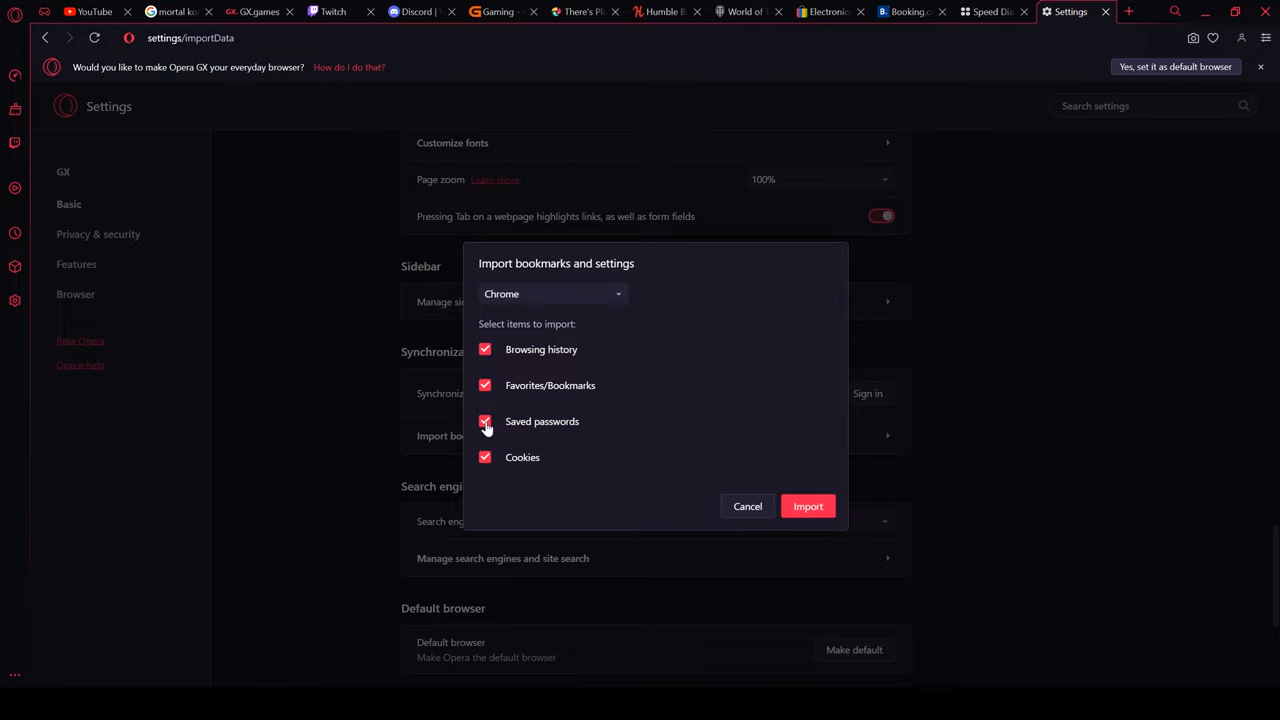 YouTube
mortal ko
GX.games
Twitch
Discord |
Gaming -
There's Pl
Humble B
World of T
Electronic
Booking.c
Speed Dia
Settings
settings/importData
Would you like to make Opera GX your everyday browser? How do I do that?
Yes, set it as default browser
Settings
Search settings
GX
Basic
Privacy & security
Features
Browser
Rate Opera
Opera help
Customize fonts
Page zoom Learn more
100%
Pressing Tab on a webpage highlights links, as well as form fields
Sidebar
Manage si
Synchroniza
Synchroniz
Sign in
Import boo
Import bookmarks and settings
Chrome
Select items to import:
Browsing history
Favorites/Bookmarks
Saved passwords
Cookies
Cancel
Import
Search engi
Search eng
Manage search engines and site search
Default browser
Default browser
Make Opera the default browser
Make default